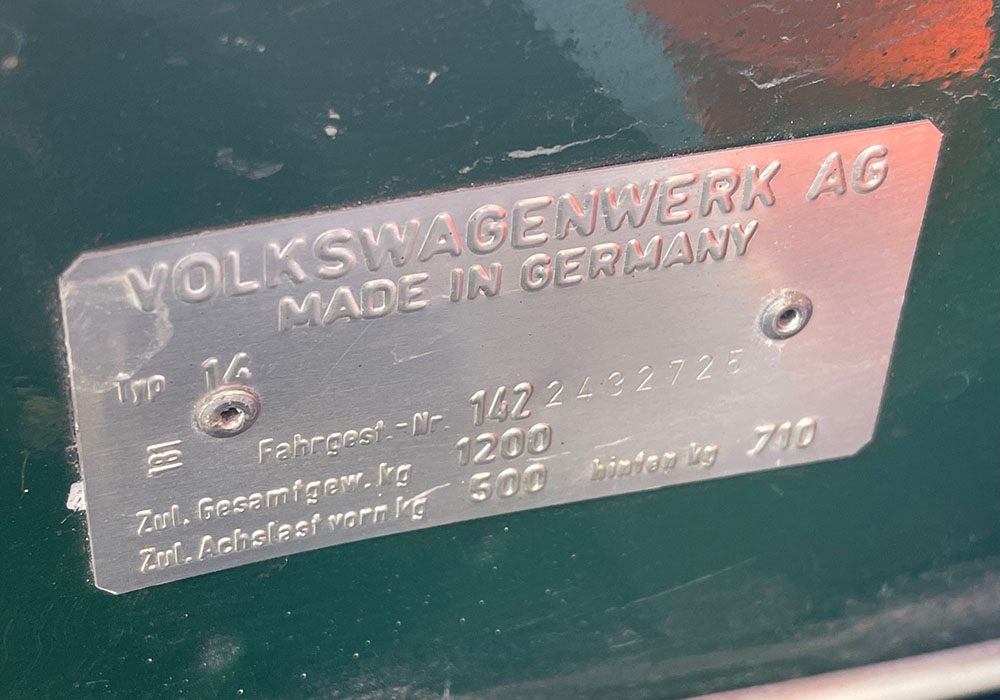 VOLKSWAGENWERK AG
MADE IN GERMANY
Typ 14
Fahrgest.-Nr. 142 2432725
Zul. Gesamtgew. kg 1200
Zul. Achslast vorn kg 500 hinten kg 710